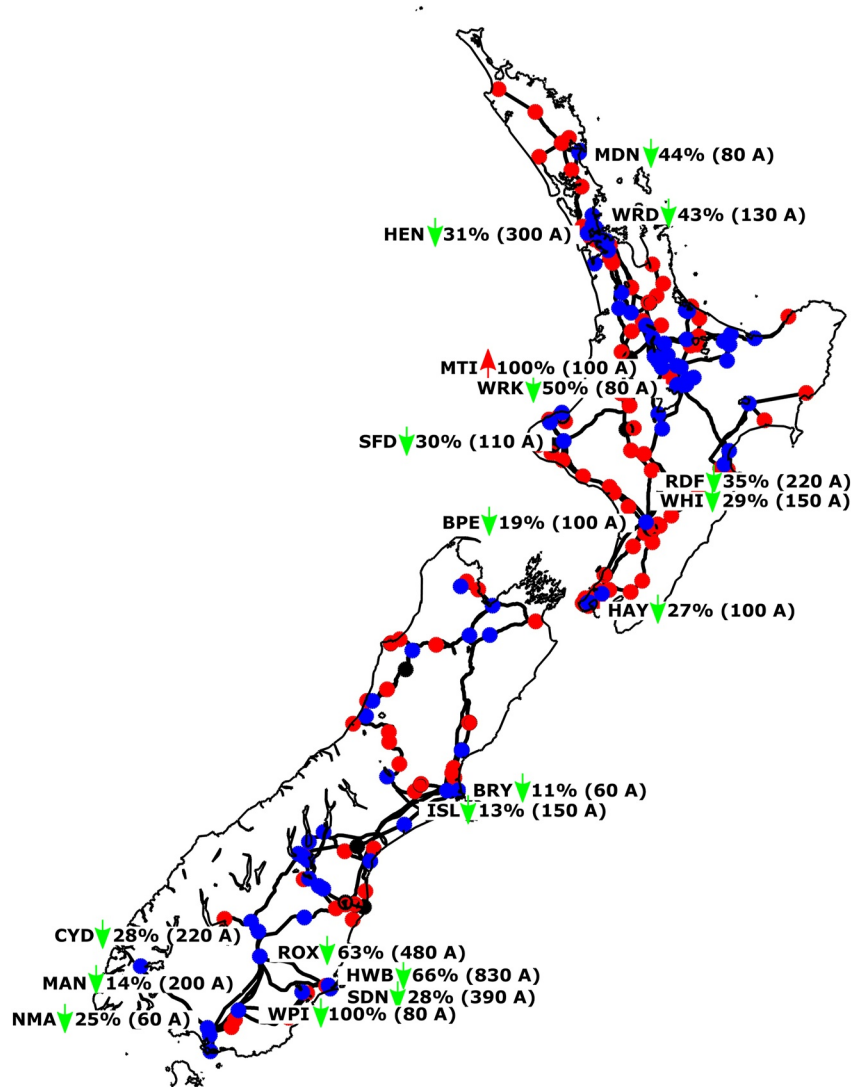 MDN 44% (80 A)
WRD 43% (130 A)
HEN 31% (300 A)
MTI 100% (100 A)
WRK 50% (80 A)
SFD 30% (110 A)
RDF 35% (220 A)
WHI 29% (150 A)
BPE 19% (100 A)
HAY 27% (100 A)
BRY 11% (60 A)
ISL 13% (150 A)
CYD 28% (220 A)
ROX 63% (480 A)
HWB 66% (830 A)
MAN 14% (200 A)
SDN 28% (390 A)
WPI 100% (80 A)
NMA 25% (60 A)